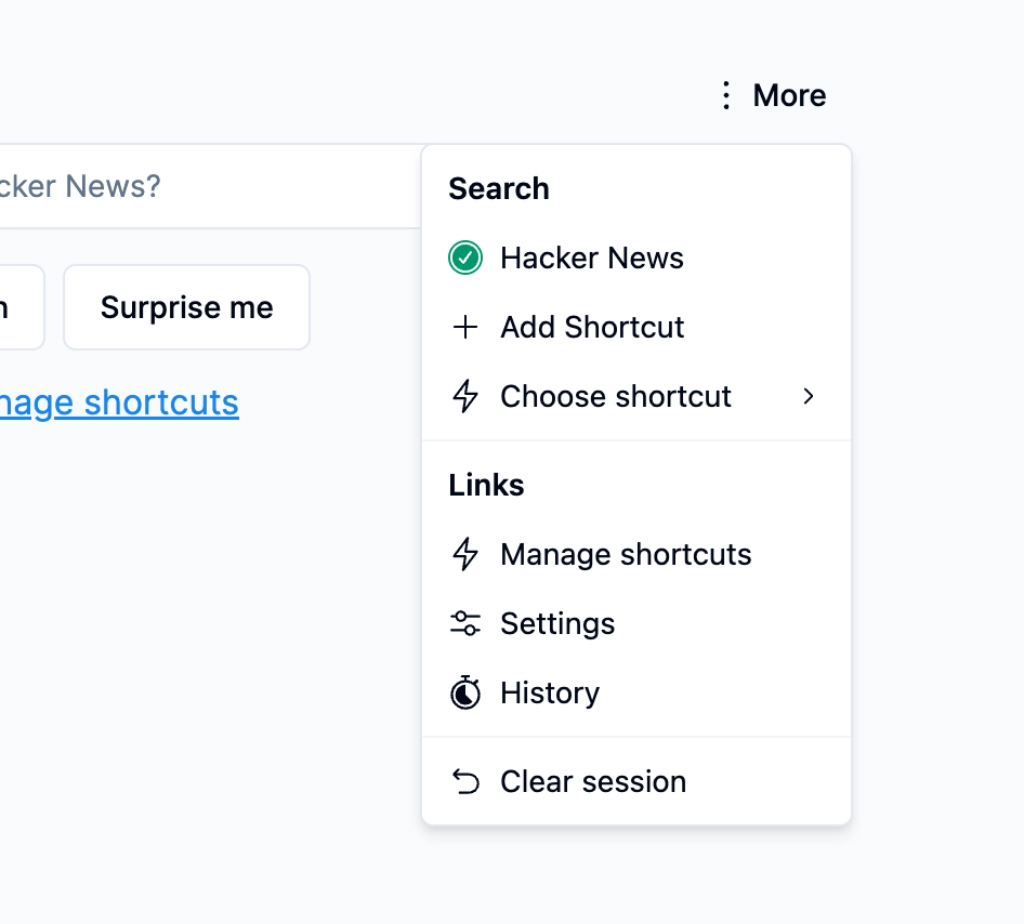 More
cker News?
Search
Hacker News
Add Shortcut
Choose shortcut
n
Surprise me
nage shortcuts
Links
Manage shortcuts
Settings
History
Clear session